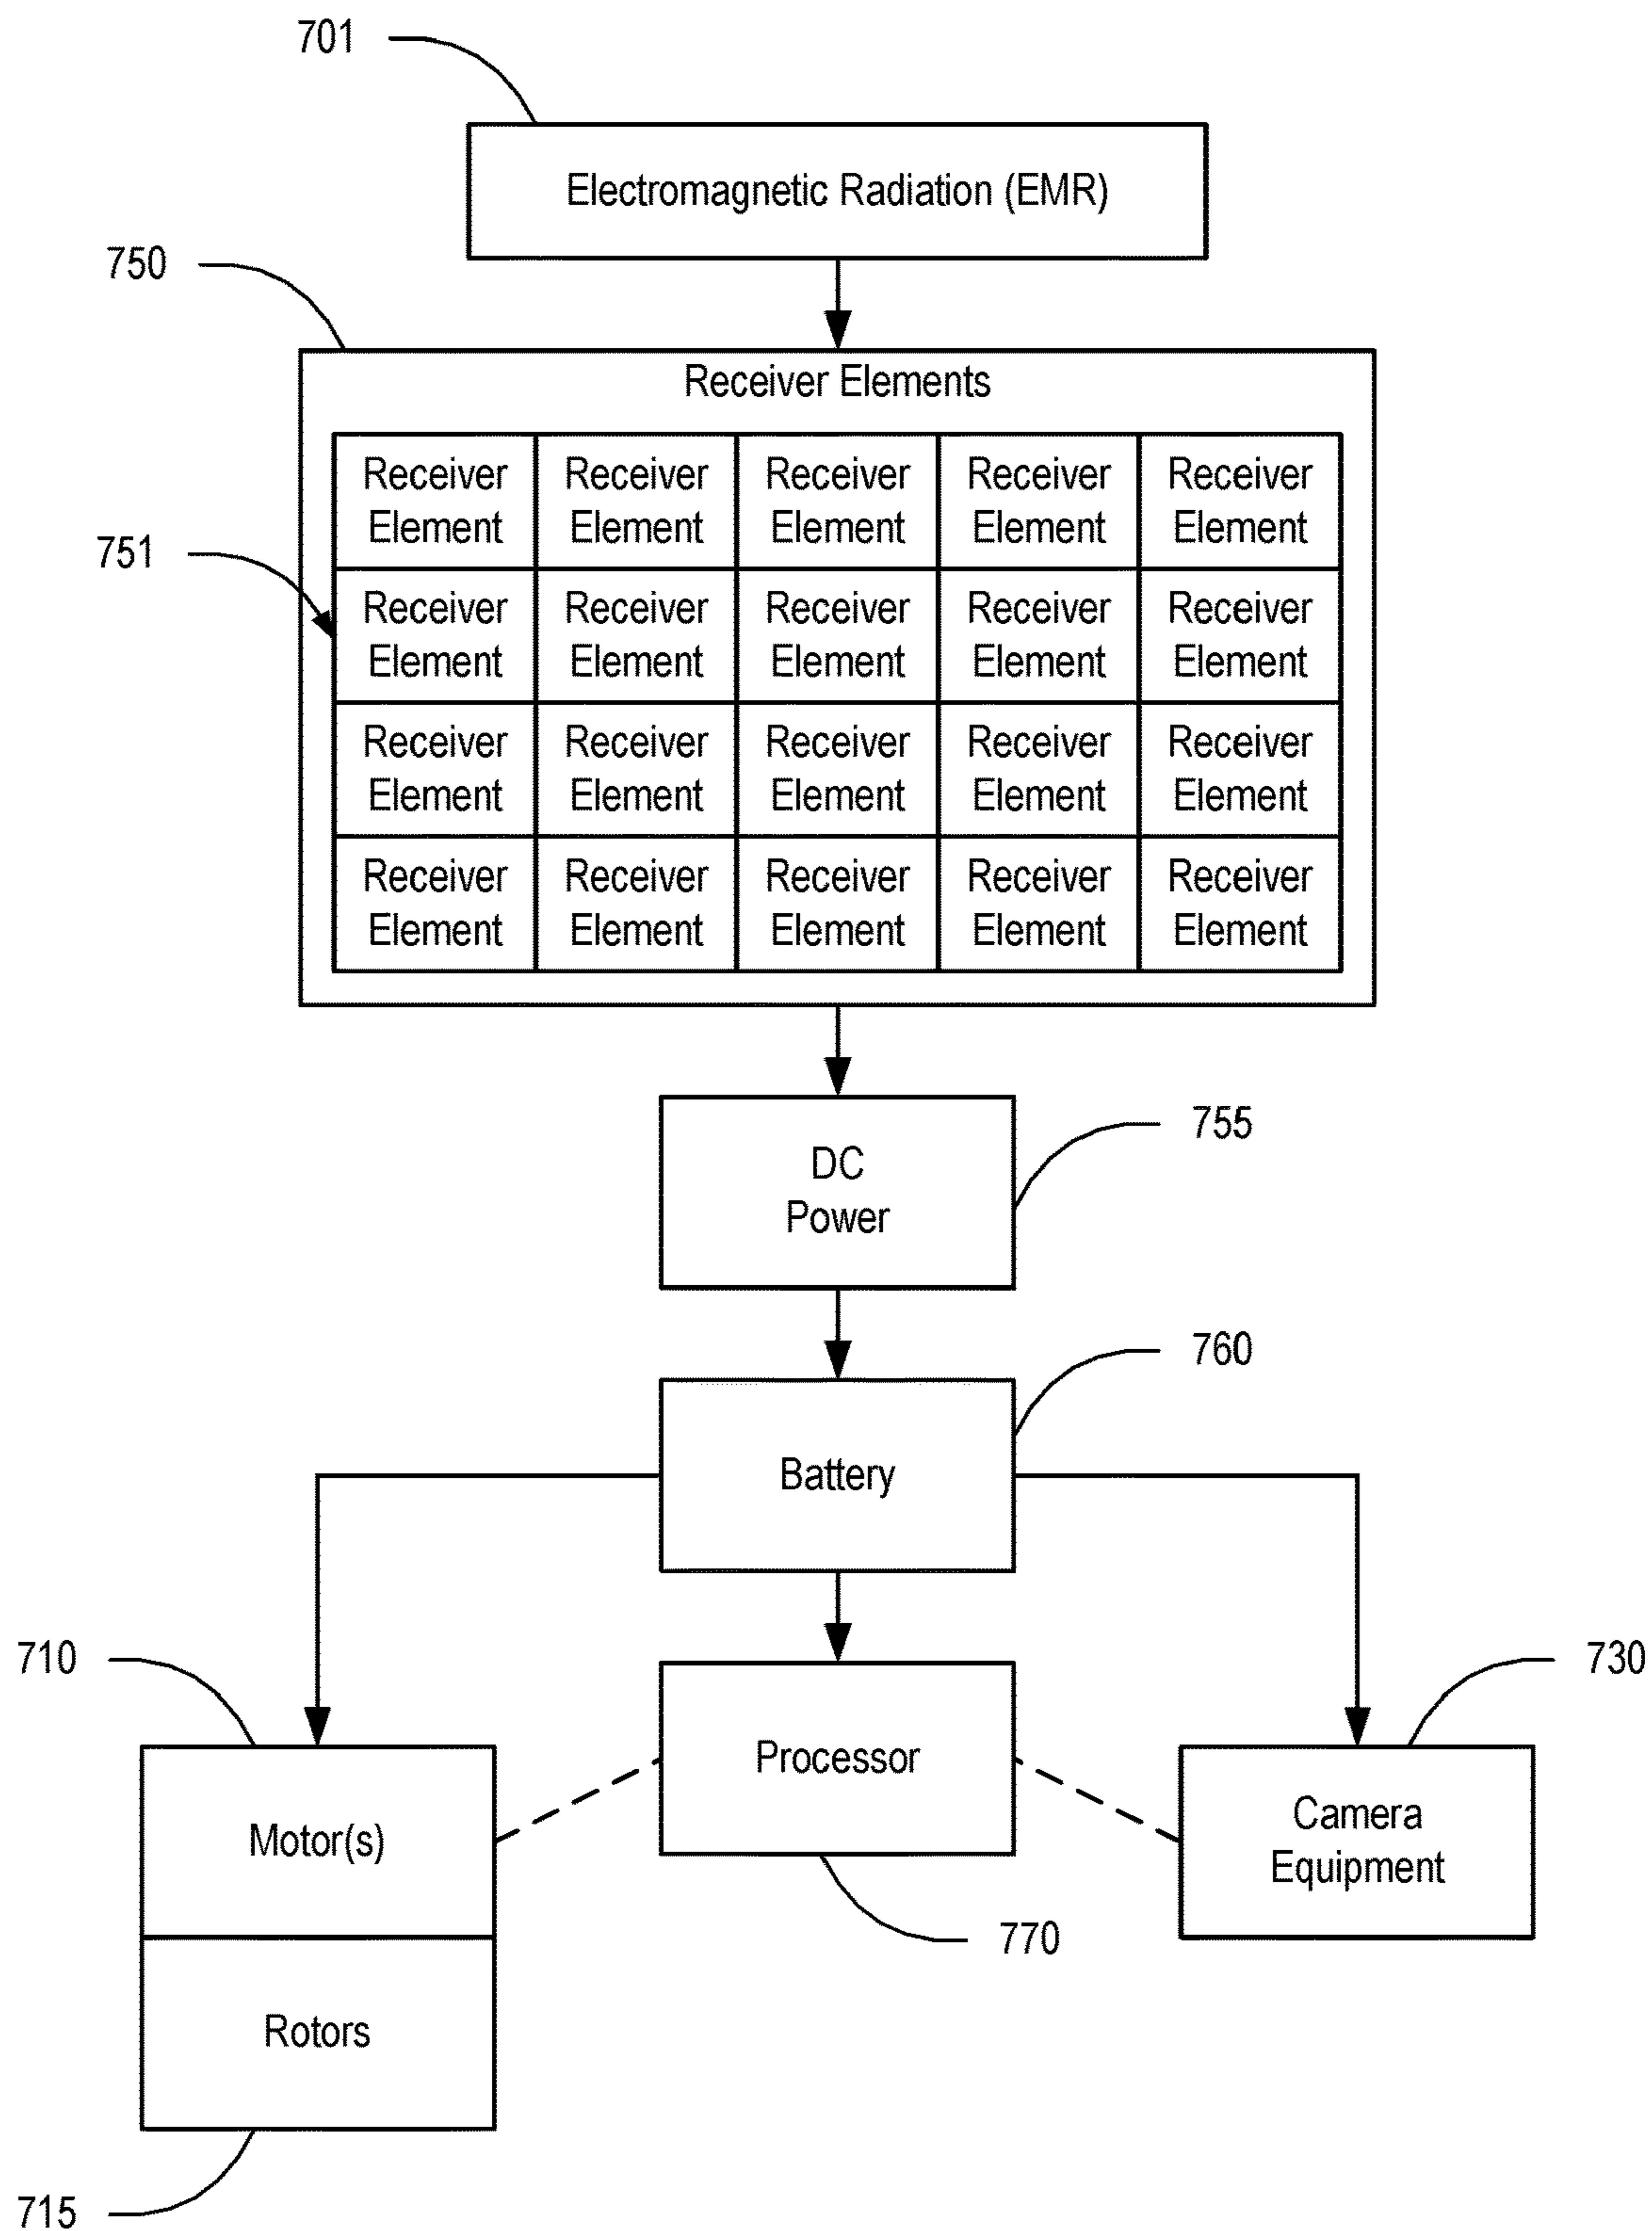 701
Electromagnetic Radiation (EMR)
750
Receiver Elements
Receiver Receiver Receiver Receiver Receiver
Element Element Element Element Element
751
Receiver Receiver Receiver Receiver Receiver
Element Element Element Element Element
Receiver Receiver Receiver Receiver Receiver
Element Element Element Element Element
Receiver Receiver Receiver Receiver Receiver
Element Element Element Element Element
755
DC
Power
760
Battery
710
730
Processor
Motor(s)
Camera
Equipment
770
Rotors
715